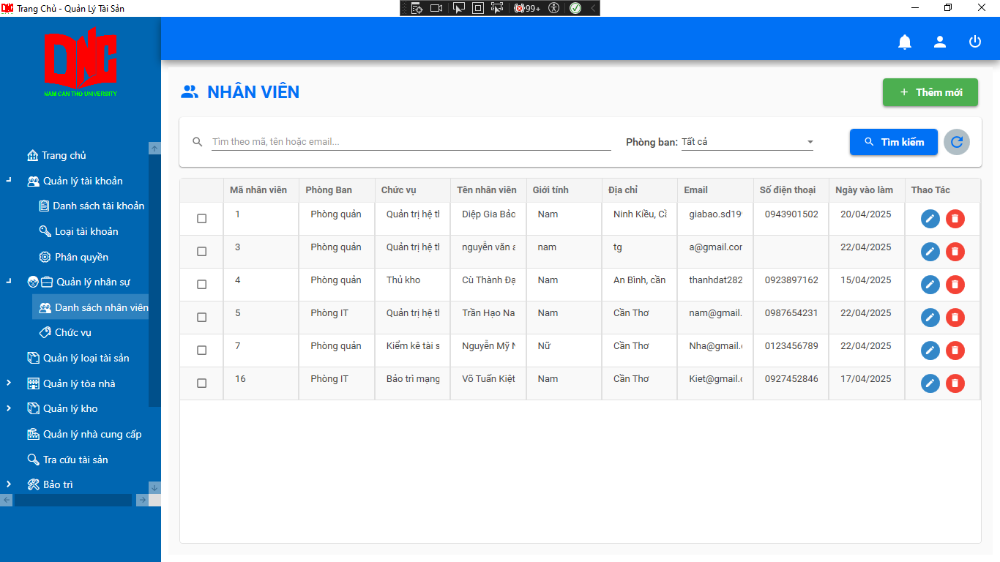 Trang Chủ - Quản Lý Tài Sản
99+
DNC
NAM CAN THO UNIVERSITY
Trang chủ
Quản lý tài khoản
Danh sách tài khoản
Loại tài khoản
Phân quyền
Quản lý nhân sự
Danh sách nhân viên
Chức vụ
Quản lý loại tài sản
Quản lý tòa nhà
Quản lý kho
Quản lý nhà cung cấp
Tra cứu tài sản
Bảo trì
NHÂN VIÊN
+ Thêm mới
Tìm theo mã, tên hoặc email...
Phòng ban: Tất cả
Tìm kiếm
Mã nhân viên Phòng Ban Chức vụ Tên nhân viên Giới tính Địa chỉ Email Số điện thoại Ngày vào làm Thao Tác
1 Phòng quản Quản trị hệ Diệp Gia Bảo Nam Ninh Kiều, giabao.sd19 0943901502 20/04/2025
3 Phòng quản Quản trị hệ nguyễn văn a nam tg a@gmail.com 22/04/2025
4 Phòng quản Thủ kho Cù Thành Đạ Nam An Bình, cần thanhdat282 0923897162 15/04/2025
5 Phòng IT Quản trị hệ Trần Hạo Na Nam Cần Thơ nam@gmail. 0987654231 22/04/2025
7 Phòng quản Kiểm kê tài s Nguyễn Mỹ Nữ Cần Thơ Nha@gmail. 0123456789 22/04/2025
16 Phòng IT Bảo trì mạng Võ Tuấn Kiệt Nam Cần Thơ Kiet@gmail. 0927452846 17/04/2025